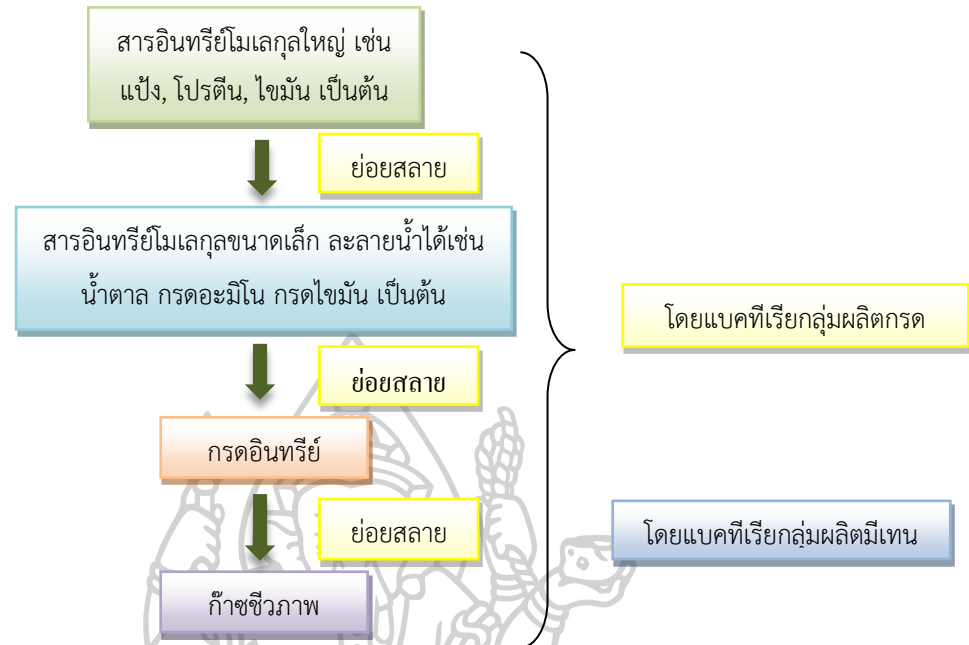 สารอินทรีย์โมเลกุลใหญ่ เช่น
แป้ง, โปรตีน, ไขมัน เป็นต้น
ย่อยสลาย
สารอินทรีย์โมเลกุลขนาดเล็ก ละลายน้ำได้เช่น
น้ำตาล กรดอะมิโน กรดไขมัน เป็นต้น
โดยแบคทีเรียกลุ่มผลิตกรด
ย่อยสลาย
กรดอินทรีย์
ย่อยสลาย
โดยแบคทีเรียกลุ่มผลิตมีเทน
ก๊าซชีวภาพ